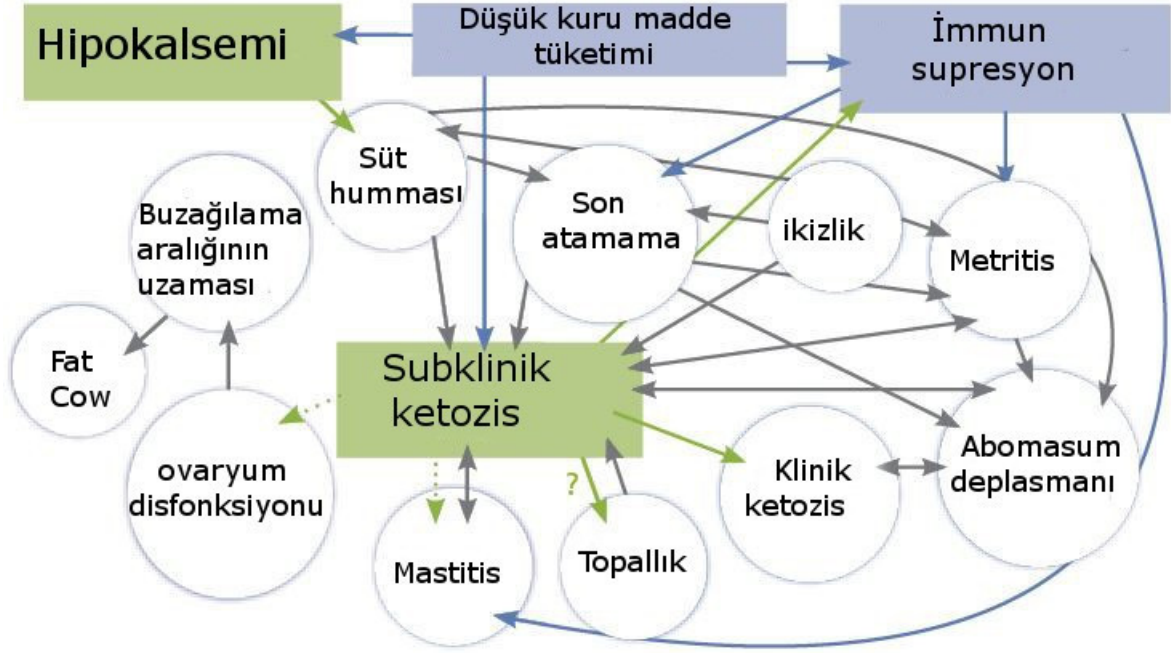 Hipokalsemi
Düşük kuru madde
tüketimi
İmmun
supresyon
Süt
humması
Son
atamama
ikizlik
Metritis
Buzağılama
aralığının
uzaması
Fat
Cow
Subklinik
ketozis
ovaryum
disfonksiyonu
?
Mastitis
Topallık
Klinik
ketozis
Abomasum
deplasmanı